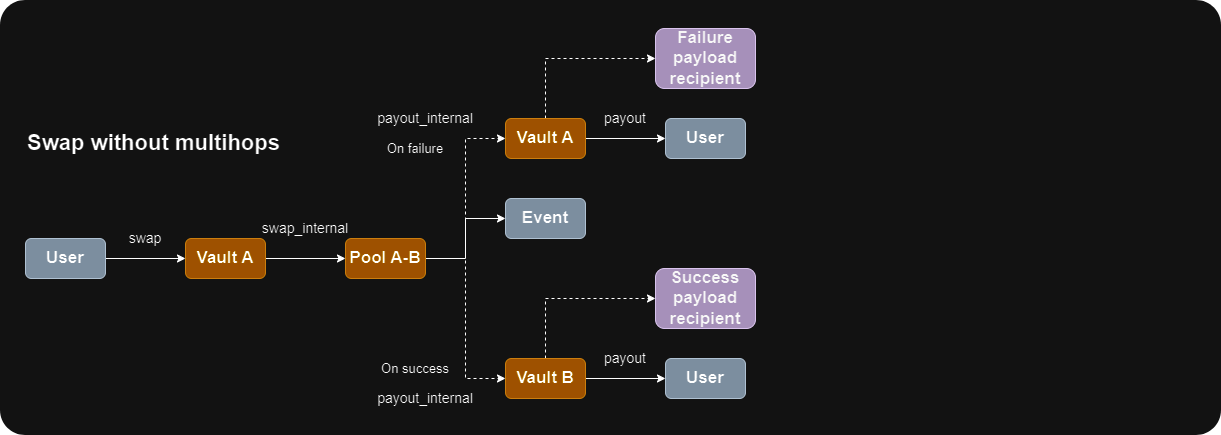 Failure
payload
recipient
payout_internal
On failure
Vault A
payout
User
Swap without multihops
Event
User
swap
Vault A
swap_internal
Pool A-B
Success
payload
recipient
On success
payout_internal
Vault B
payout
User